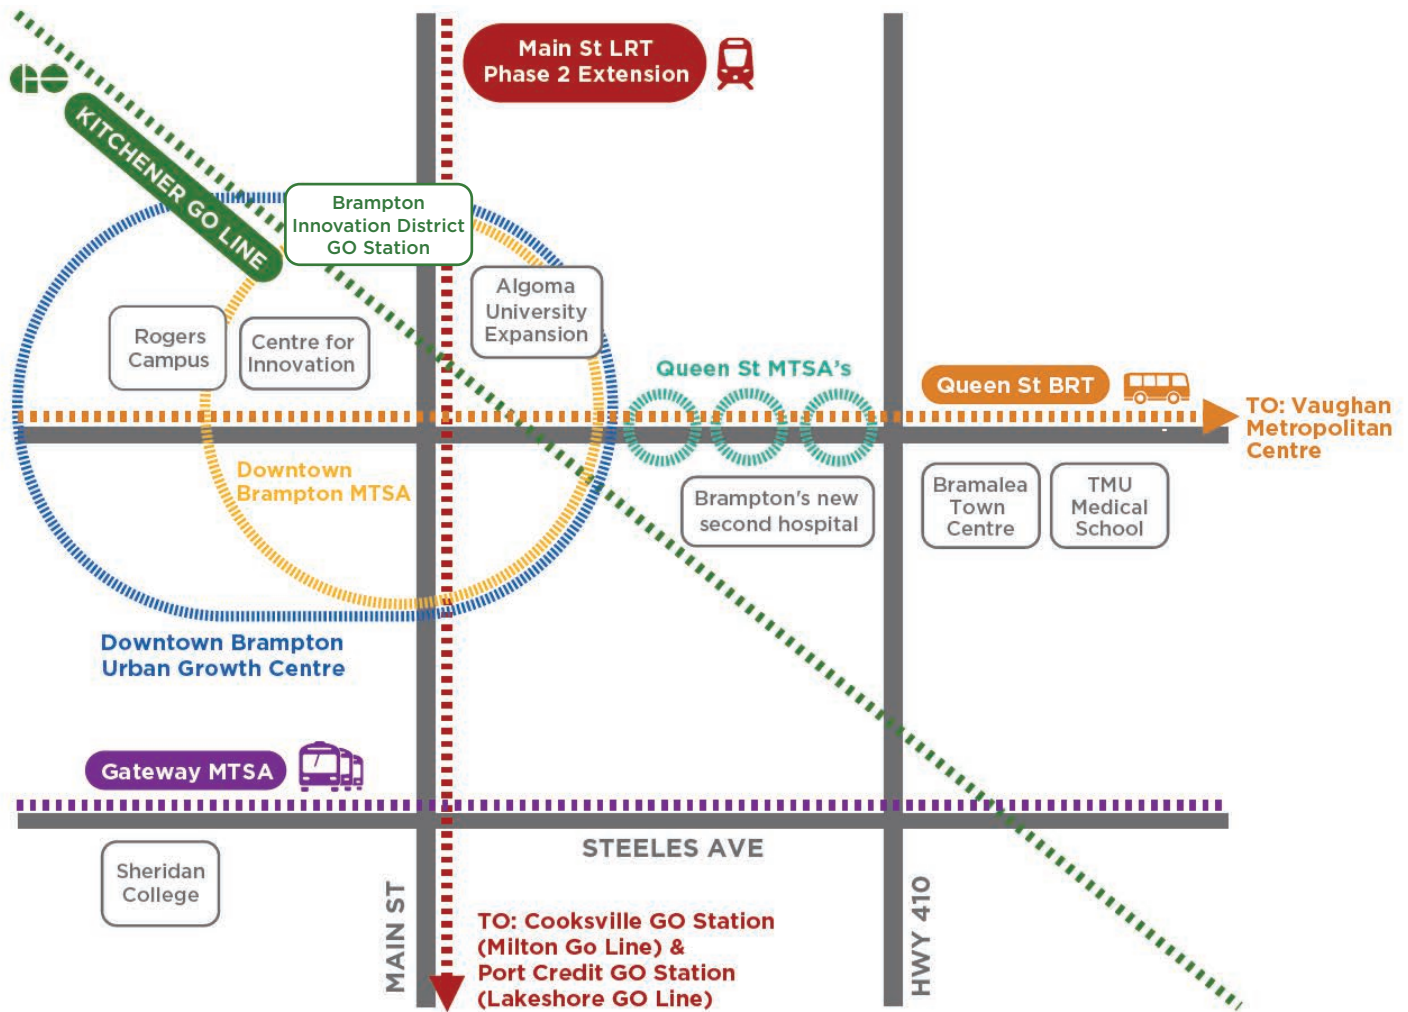 Main St LRT
Phase 2 Extension
GO
KITCHENER GO LINE
Brampton
Innovation District
GO Station
Algoma
University
Expansion
Rogers
Campus
Centre for
Innovation
Queen St MTSA's
Queen St BRT
TO: Vaughan
Metropolitan
Centre
Downtown
Brampton MTSA
Brampton's new
second hospital
Bramalea
Town
Centre
TMU
Medical
School
Downtown Brampton
Urban Growth Centre
Gateway MTSA
STEELES AVE
Sheridan
College
MAIN ST
TO: Cooksville GO Station
(Milton Go Line) &
Port Credit GO Station
(Lakeshore GO Line)
HWY 410